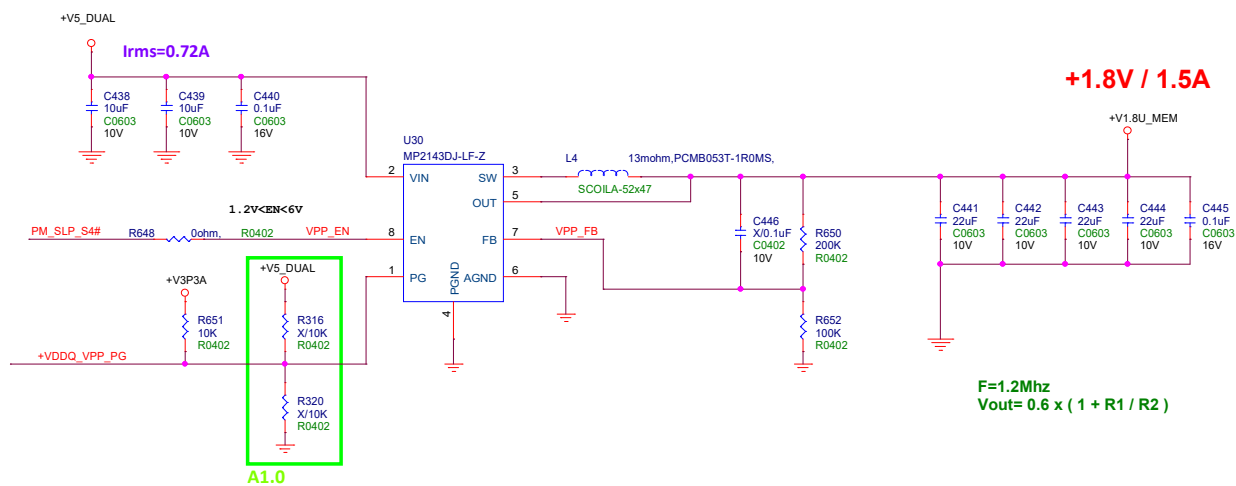 +V5_DUAL
Irms=0.72A
C438
10uF
C0603
10V
C439
10uF
C0603
10V
C440
0.1uF
C0603
16V
+1.8V / 1.5A
+V1.8U_MEM
U30
MP2143DJ-LF-Z
2 VIN SW 3
OUT 5
8 EN FB 7
1 PG AGND 6
PGND
4
L4 13mohm,PCMB053T-1R0MS,
SCOILA-52x47
1.2V<EN<6V
PM_SLP_S4# R648 0ohm, R0402 VPP_EN
VPP_FB
C446
X/0.1uF
C0402
10V
R650
200K
R0402
C441
22uF
C0603
10V
C442
22uF
C0603
10V
C443
22uF
C0603
10V
C444
22uF
C0603
10V
C445
0.1uF
C0603
16V
+V3P3A
R651
10K
R0402
+V5_DUAL
R316
X/10K
R0402
R652
100K
R0402
+VDDQ_VPP_PG
R320
X/10K
R0402
A1.0
F=1.2Mhz
Vout= 0.6 x ( 1 + R1 / R2 )